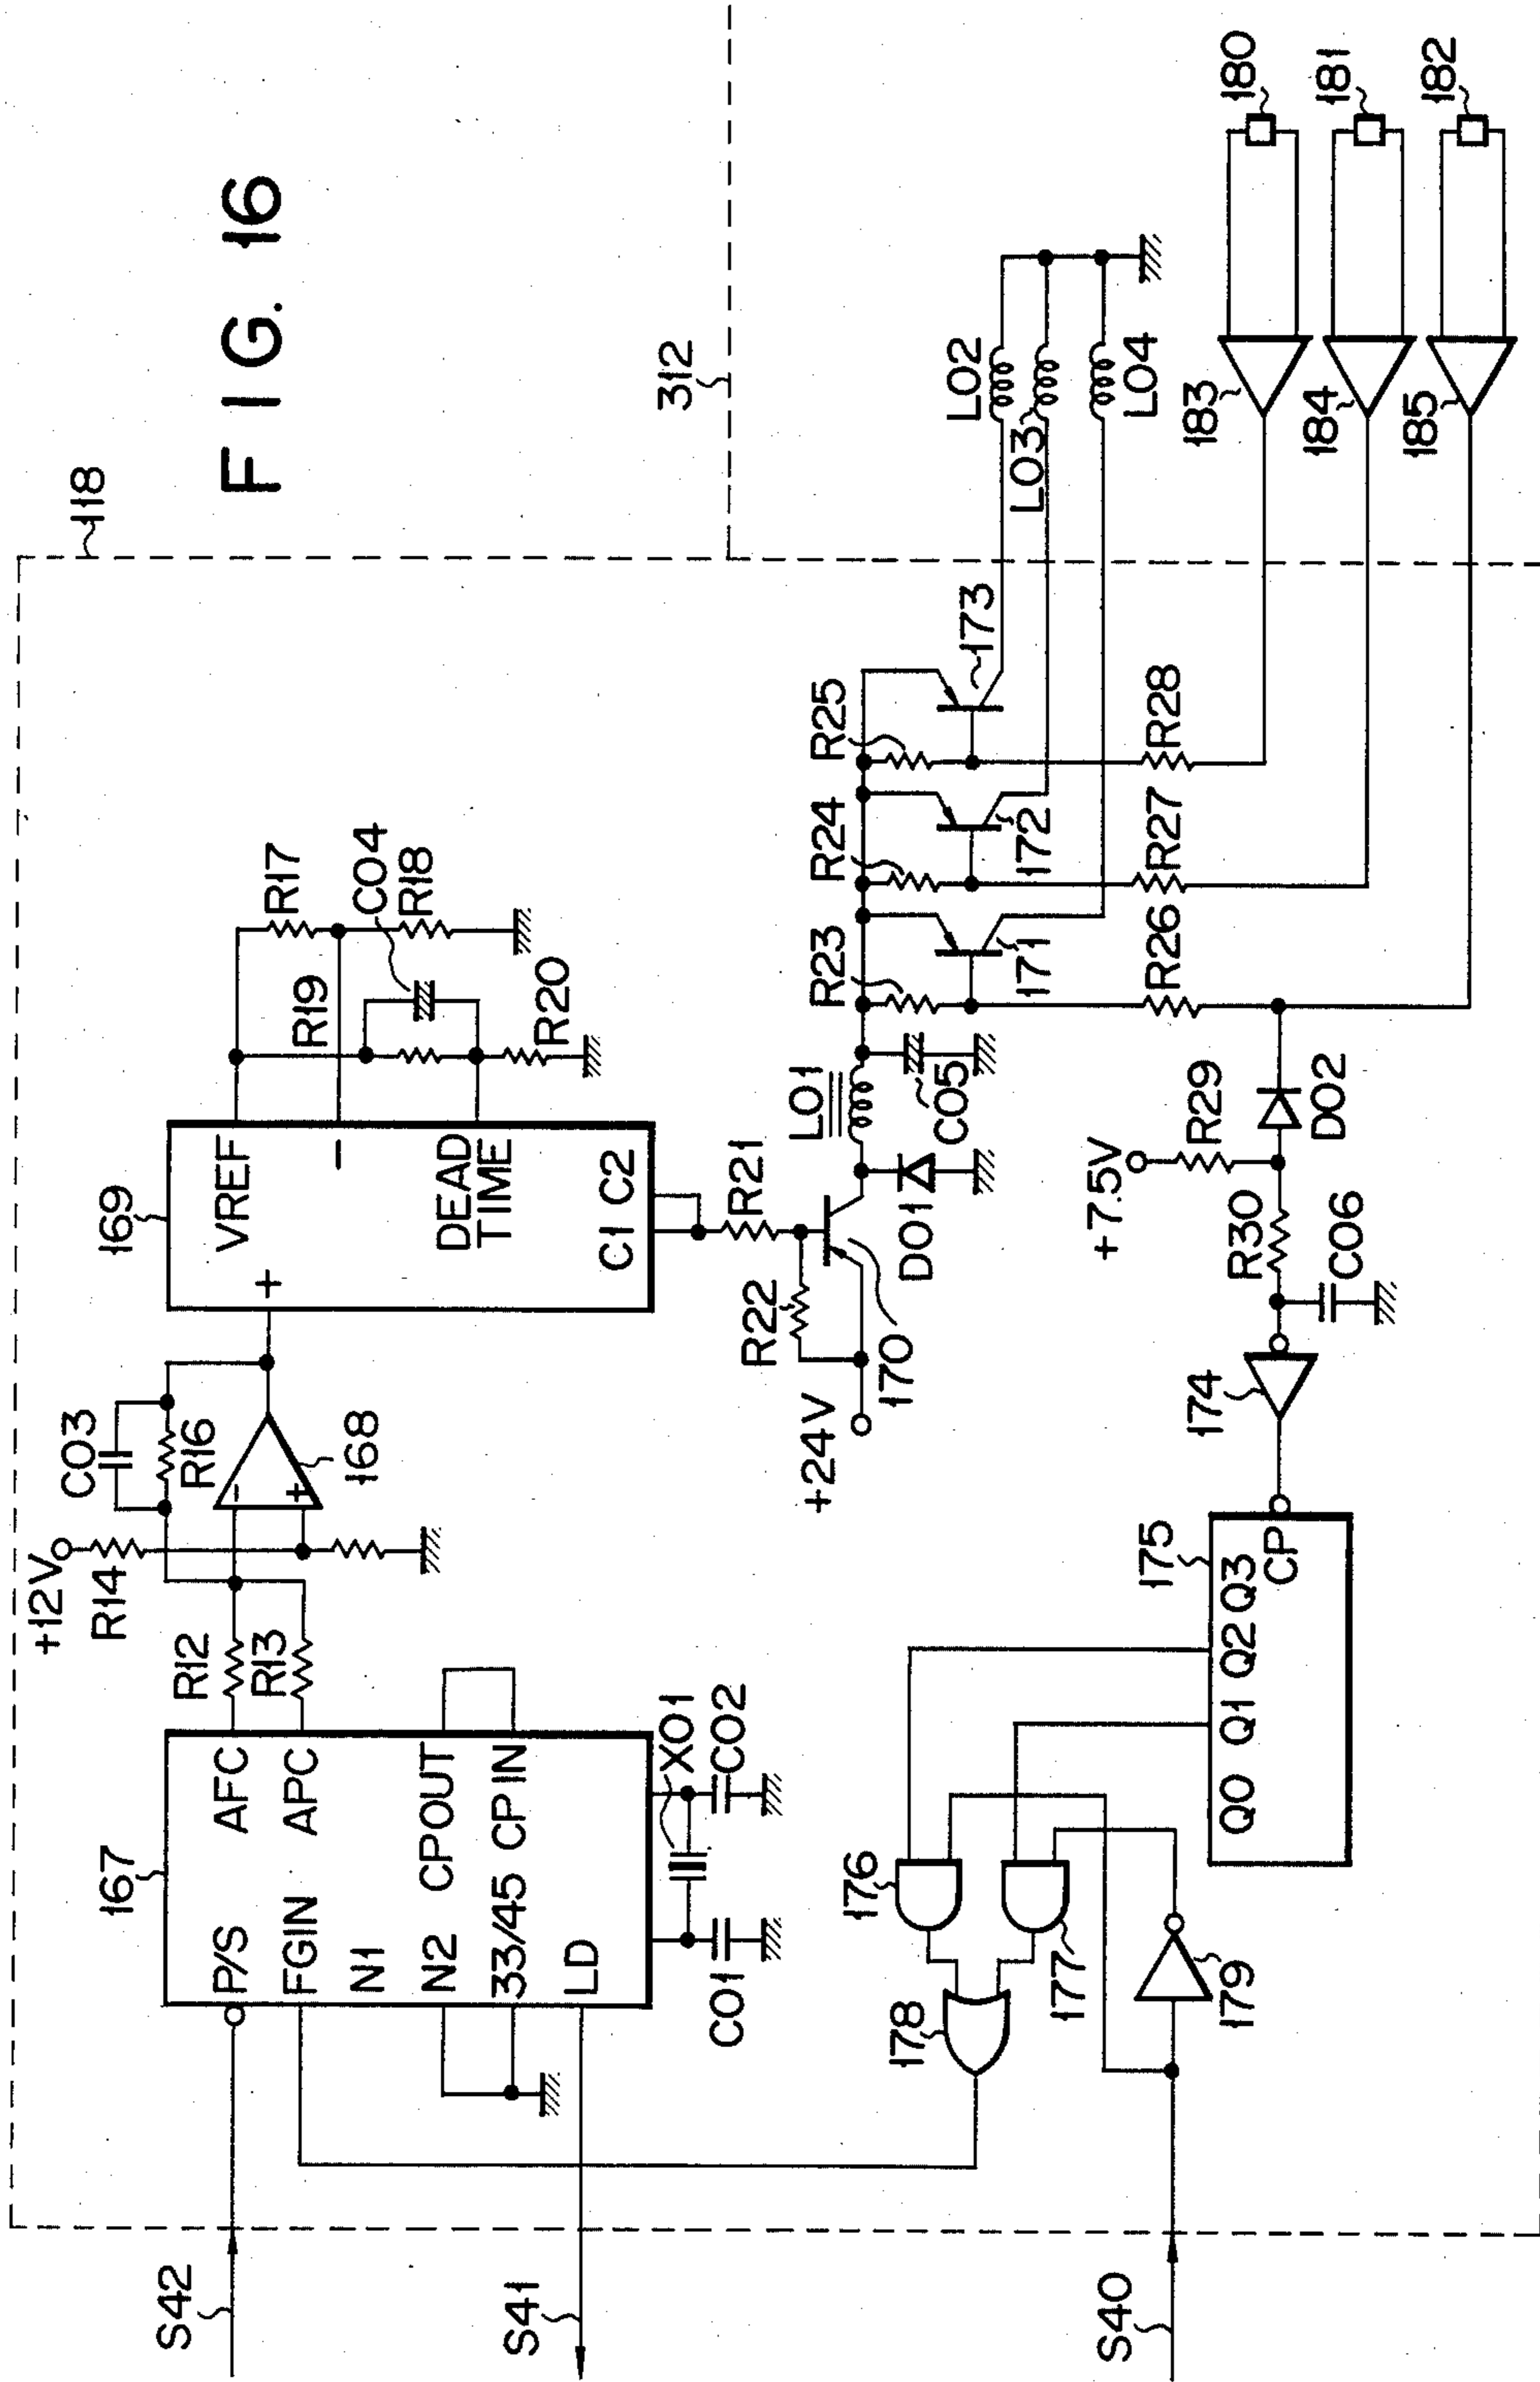 FIG. 16
118
312
S42
S41
S40
167
P/S
AFC
FGIN
APC
N1
N2
CPOUT
33/45
CPIN
LD
C01
X01
C02
R12
R13
+12V
R14
C03
R16
-
+
168
169
+
VREF
-
DEAD
TIME
C1
C2
R17
R19
C04
R18
R20
R21
R22
+24V
170
D01
L01
C05
R23
R24
R25
171
172
173
R26
R27
R28
L02
L03
L04
180
181
182
183
184
185
+7.5V
R29
R30
D02
C06
174
175
Q0
Q1
Q2
Q3
CP
176
177
178
179